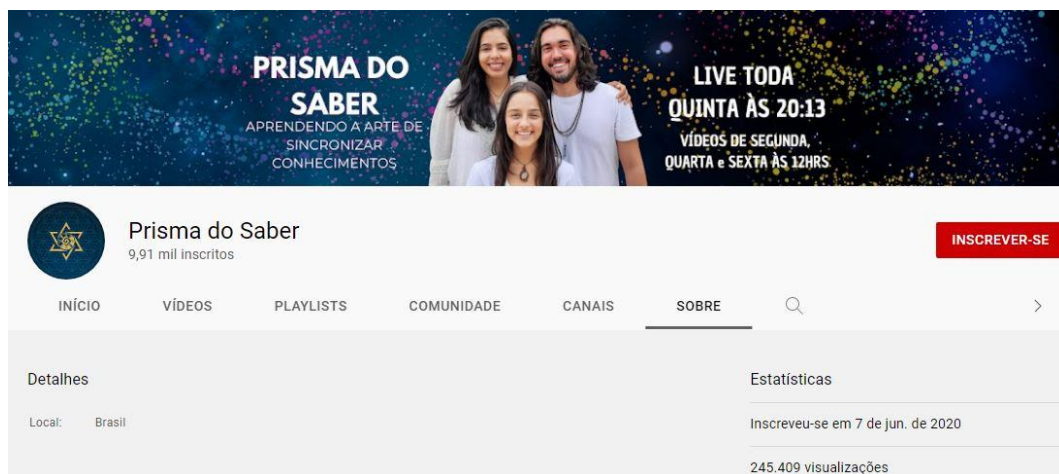 PRISMA DO
SABER
APRENDENDO A ARTE DE
SINCRONIZAR
CONHECIMENTOS
LIVE TODA
QUINTA ÀS 20:13
VÍDEOS DE SEGUNDA,
QUARTA e SEXTA ÀS 12HRS
Prisma do Saber
9,91 mil inscritos
INSCREVER-SE
INÍCIO VÍDEOS PLAYLISTS COMUNIDADE CANAIS SOBRE
Detalhes
Local: Brasil
Estatísticas
Inscreveu-se em 7 de jun. de 2020
245.409 visualizações